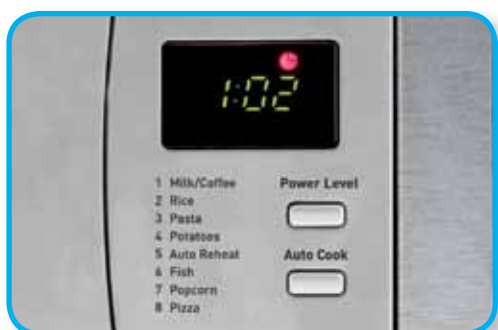 1:02
1 Milk/Coffee
2 Rice
3 Pasta
4 Potatoes
5 Auto Reheat
6 Fish
7 Popcorn
8 Pizza
Power Level
Auto Cook